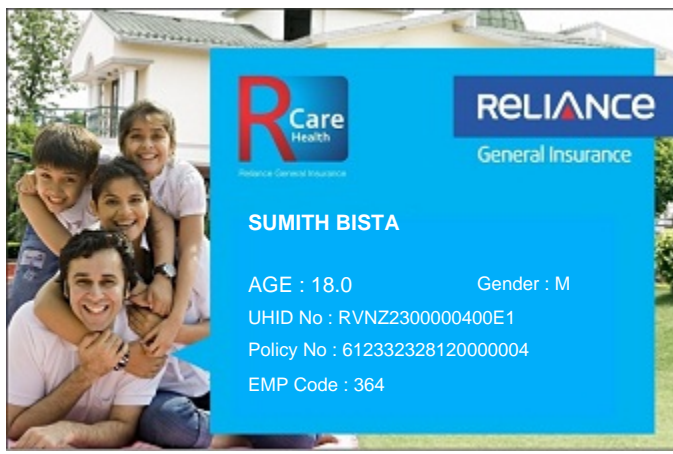 R Care
Health
Reliance General Insurance
RELIANCE
General Insurance
SUMITH BISTA
AGE : 18.0 Gender : M
UHID No : RVNZ2300000400E1
Policy No : 612332328120000004
EMP Code : 364